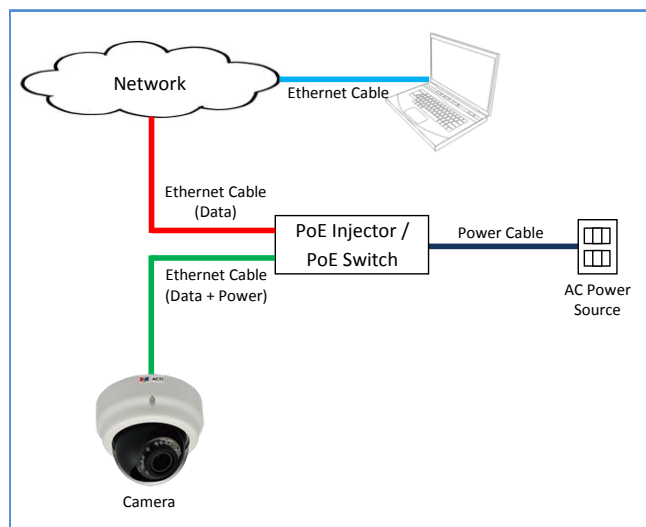 Network
Ethernet Cable
Ethernet Cable
(Data)
PoE Injector /
PoE Switch
Power Cable
Ethernet Cable
(Data + Power)
AC Power
Source
Camera